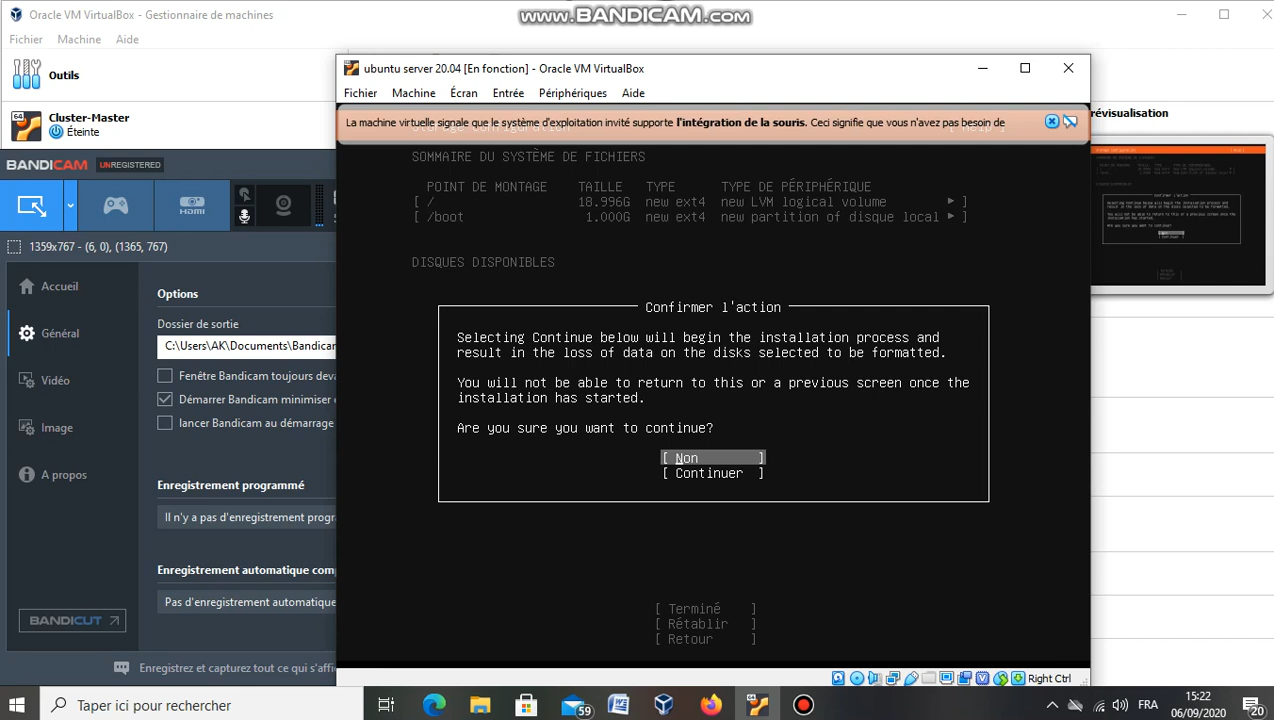 Oracle VM VirtualBox - Gestionnaire de machines
www.BANDICAM.com
Fichier Machine Aide
Outils
Cluster-Master
Éteinte
BANDICAM UNREGISTERED
HDMI
1359x767 - (6, 0), (1365, 767)
Accueil
Général
Vidéo
Image
A propos
BANDICUT
Options
Dossier de sortie
C:\Users\AK\Documents\Bandicam
Fenêtre Bandicam toujours deva
Démarrer Bandicam minimiser
lancer Bandicam au démarrage
Enregistrement programmé
Il n'y a pas d'enregistrement progr
Enregistrement automatique comp
Pas d'enregistrement automatique
Enregistrez et capturez tout ce qui s'affi
ubuntu server 20.04 [En fonction] - Oracle VM VirtualBox
Fichier Machine Écran Entrée Périphériques Aide
La machine virtuelle signale que le système d'exploitation invité supporte l'intégration de la souris. Ceci signifie que vous n'avez pas besoin de
Storage configuration [ Help ]
SOMMAIRE DU SYSTÈME DE FICHIERS
POINT DE MONTAGE TAILLE TYPE TYPE DE PÉRIPHÉRIQUE
[ / 18.996G new ext4 new LVM logical volume ▸ ]
[ /boot 1.000G new ext4 new partition of disque local ▸ ]
DISQUES DISPONIBLES
Confirmer l'action
Selecting Continue below will begin the installation process and
result in the loss of data on the disks selected to be formatted.
You will not be able to return to this or a previous screen once the
installation has started.
Are you sure you want to continue?
[ Non ]
[ Continuer ]
[ Terminé ]
[ Rétablir ]
[ Retour ]
Right Ctrl
révisualisation
Taper ici pour rechercher
59
FRA
15:22
06/09/2020
20